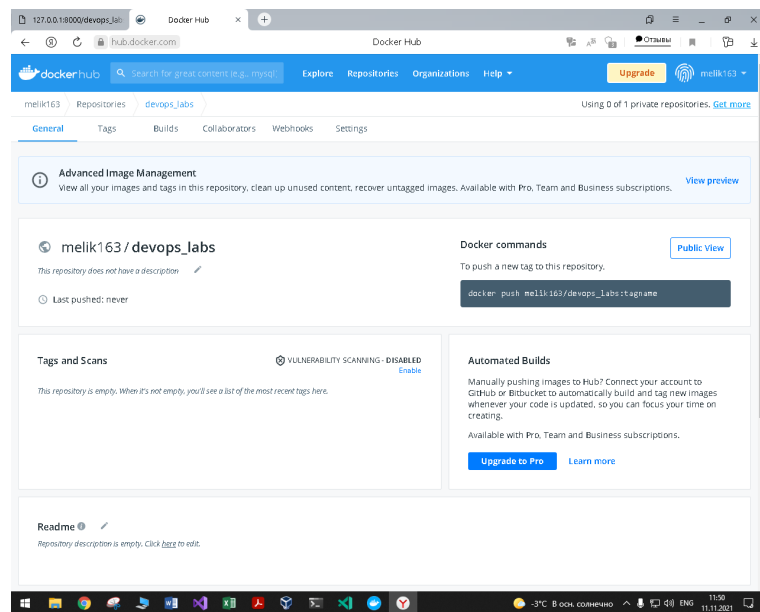 127.0.0.1:8000/devops_lab
Docker Hub
hub.docker.com
Docker Hub
Отзывы
docker hub
Search for great content (e.g., mysql)
Explore
Repositories
Organizations
Help
Upgrade
melik163
melik163
Repositories
devops_labs
Using 0 of 1 private repositories. Get more
General
Tags
Builds
Collaborators
Webhooks
Settings
Advanced Image Management
View all your images and tags in this repository, clean up unused content, recover untagged images. Available with Pro, Team and Business subscriptions.
View preview
melik163 / devops_labs
This repository does not have a description
Last pushed: never
Docker commands
Public View
To push a new tag to this repository,
docker push melik163/devops_labs:tagname
Tags and Scans
VULNERABILITY SCANNING - DISABLED
Enable
This repository is empty. When it's not empty, you'll see a list of the most recent tags here.
Automated Builds
Manually pushing images to Hub? Connect your account to
GitHub or Bitbucket to automatically build and tag new images
whenever your code is updated, so you can focus your time on
creating.
Available with Pro, Team and Business subscriptions.
Upgrade to Pro
Learn more
Readme
Repository description is empty. Click here to edit.
-3°C В осн. солнечно
ENG
11:50
11.11.2021